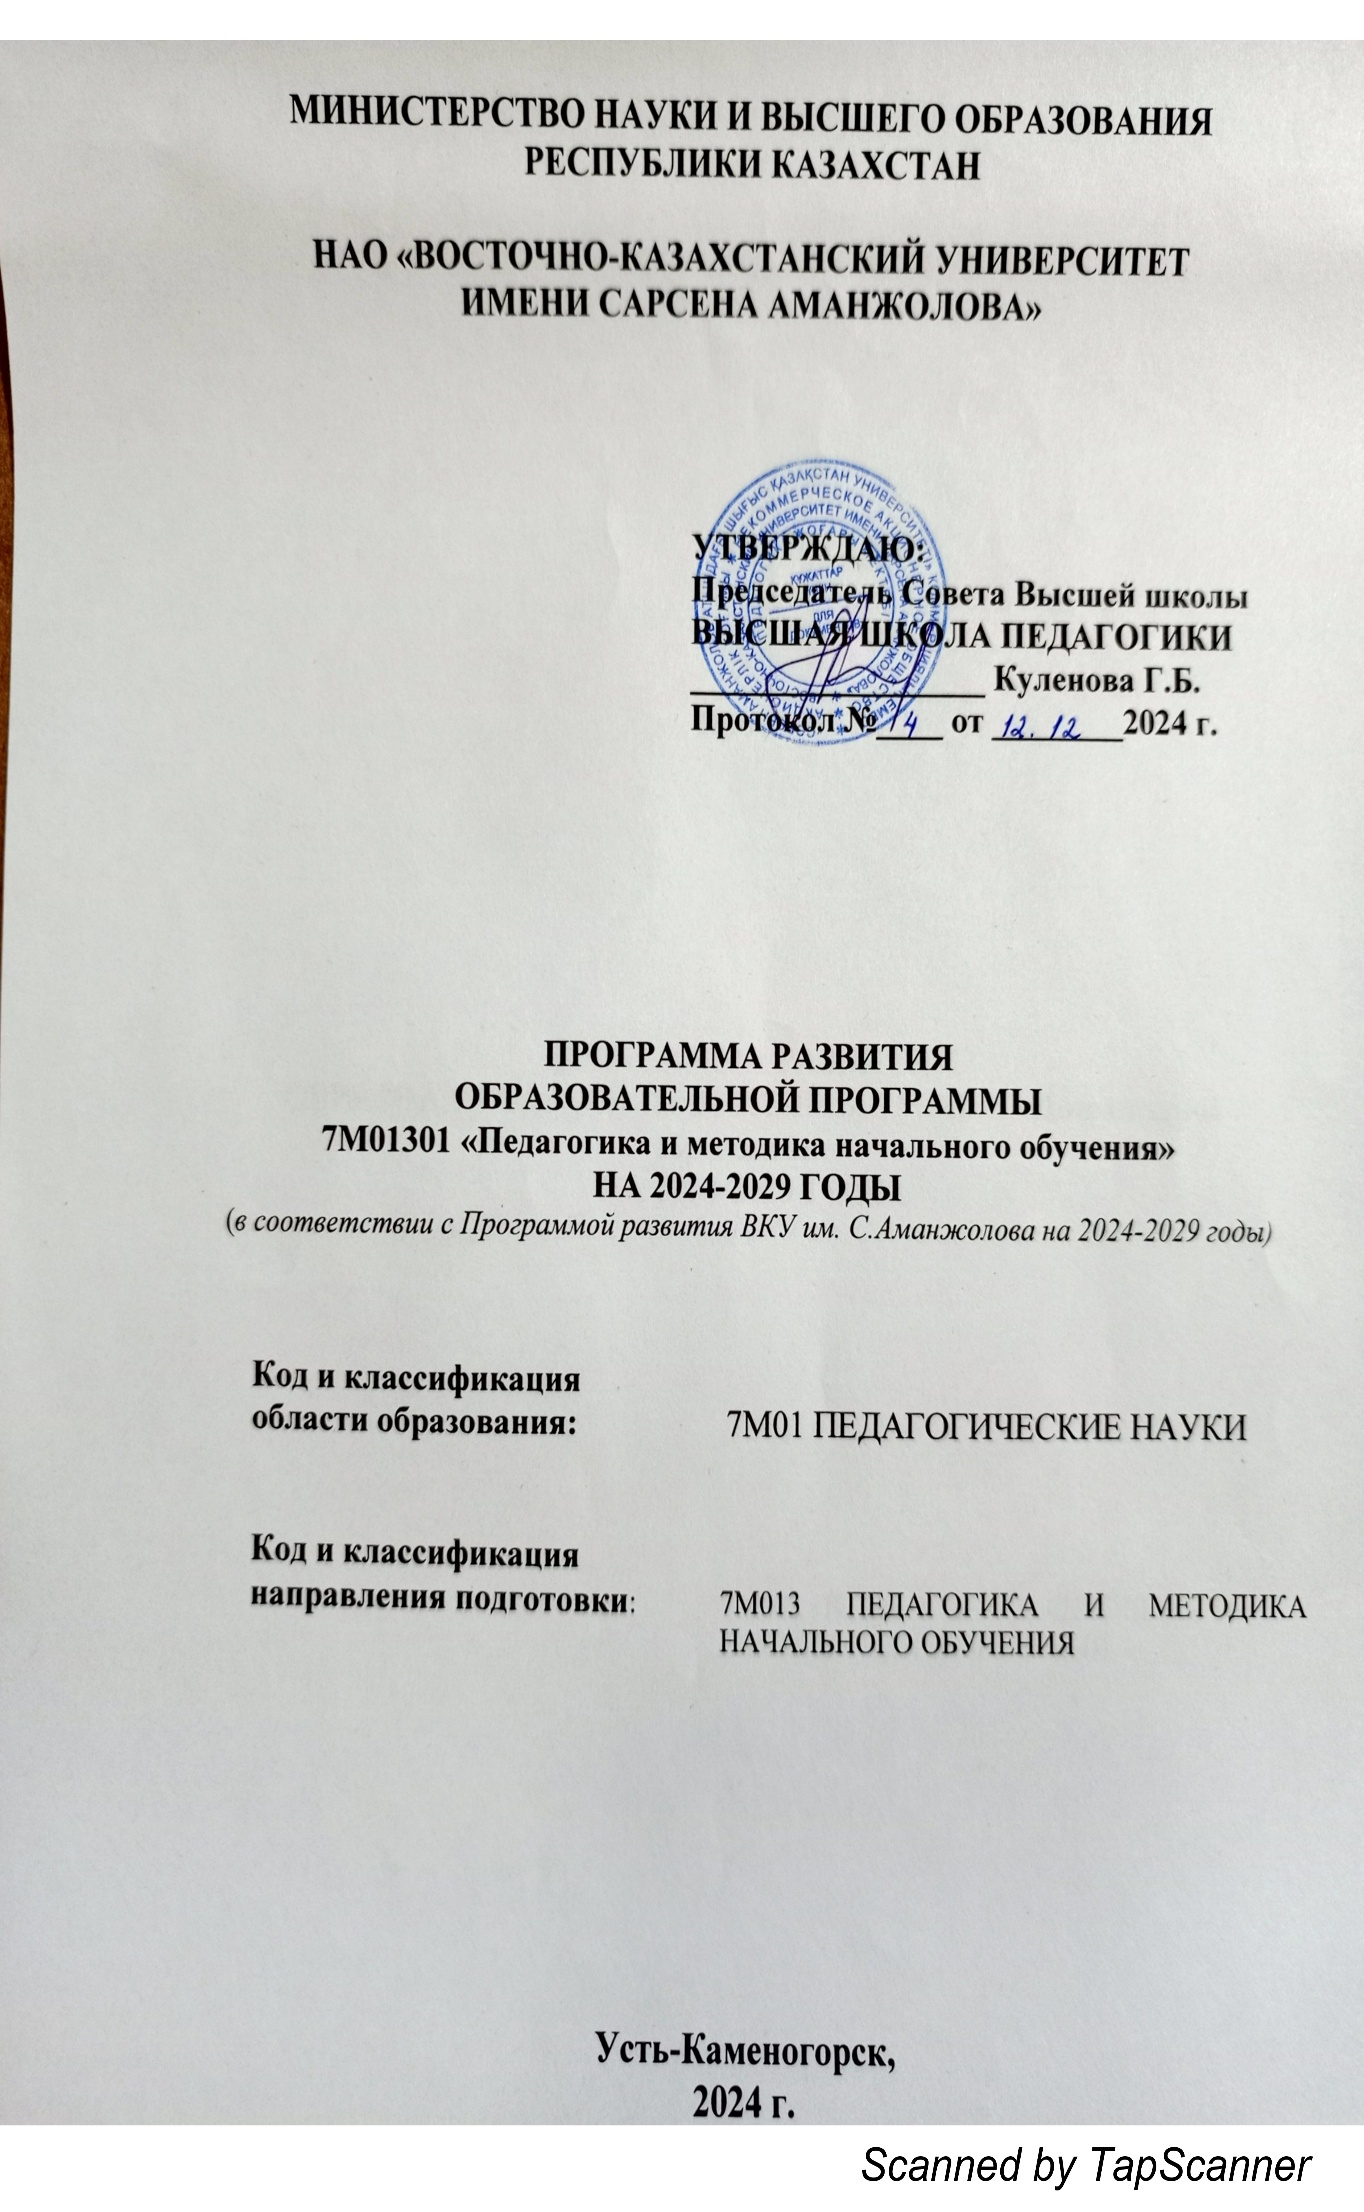 МИНИСТЕРСТВО НАУКИ И ВЫСШЕГО ОБРАЗОВАНИЯ
РЕСПУБЛИКИ КАЗАХСТАН
НАО «ВОСТОЧНО-КАЗАХСТАНСКИЙ УНИВЕРСИТЕТ
ИМЕНИ САРСЕНА АМАНЖОЛОВА»
УТВЕРЖДАЮ:
Председатель Совета Высшей школы
ВЫСШАЯ ШКОЛА ПЕДАГОГИКИ
Куленова Г.Б.
Протокол № 14 от 12.12 2024 г.
ҚҰЖАТТАР
ДЛЯ
ПРОГРАММА РАЗВИТИЯ
ОБРАЗОВАТЕЛЬНОЙ ПРОГРАММЫ
7М01301 «Педагогика и методика начального обучения»
НА 2024-2029 ГОДЫ
(в соответствии с Программой развития ВКУ им. С.Аманжолова на 2024-2029 годы)
Код и классификация
области образования: 7М01 ПЕДАГОГИЧЕСКИЕ НАУКИ
Код и классификация
направления подготовки: 7М013 ПЕДАГОГИКА И МЕТОДИКА
НАЧАЛЬНОГО ОБУЧЕНИЯ
Усть-Каменогорск,
2024 г.
Scanned by TapScanner